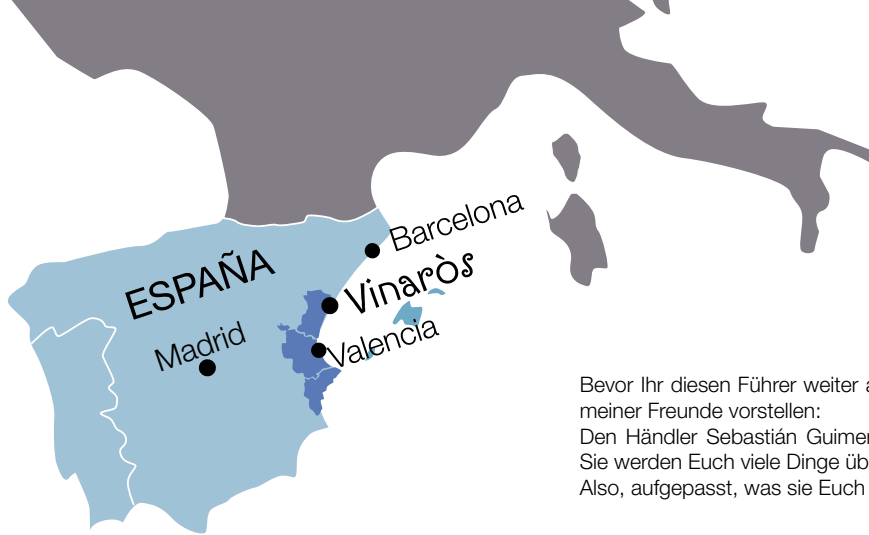 Barcelona
ESPAÑA
Vinaròs
Madrid
Valencia
Bevor Ihr diesen Führer weiter
meiner Freunde vorstellen:
Den Händler Sebastián
Sie werden Euch viele Dinge
Also, aufgepasst, was sie Euch